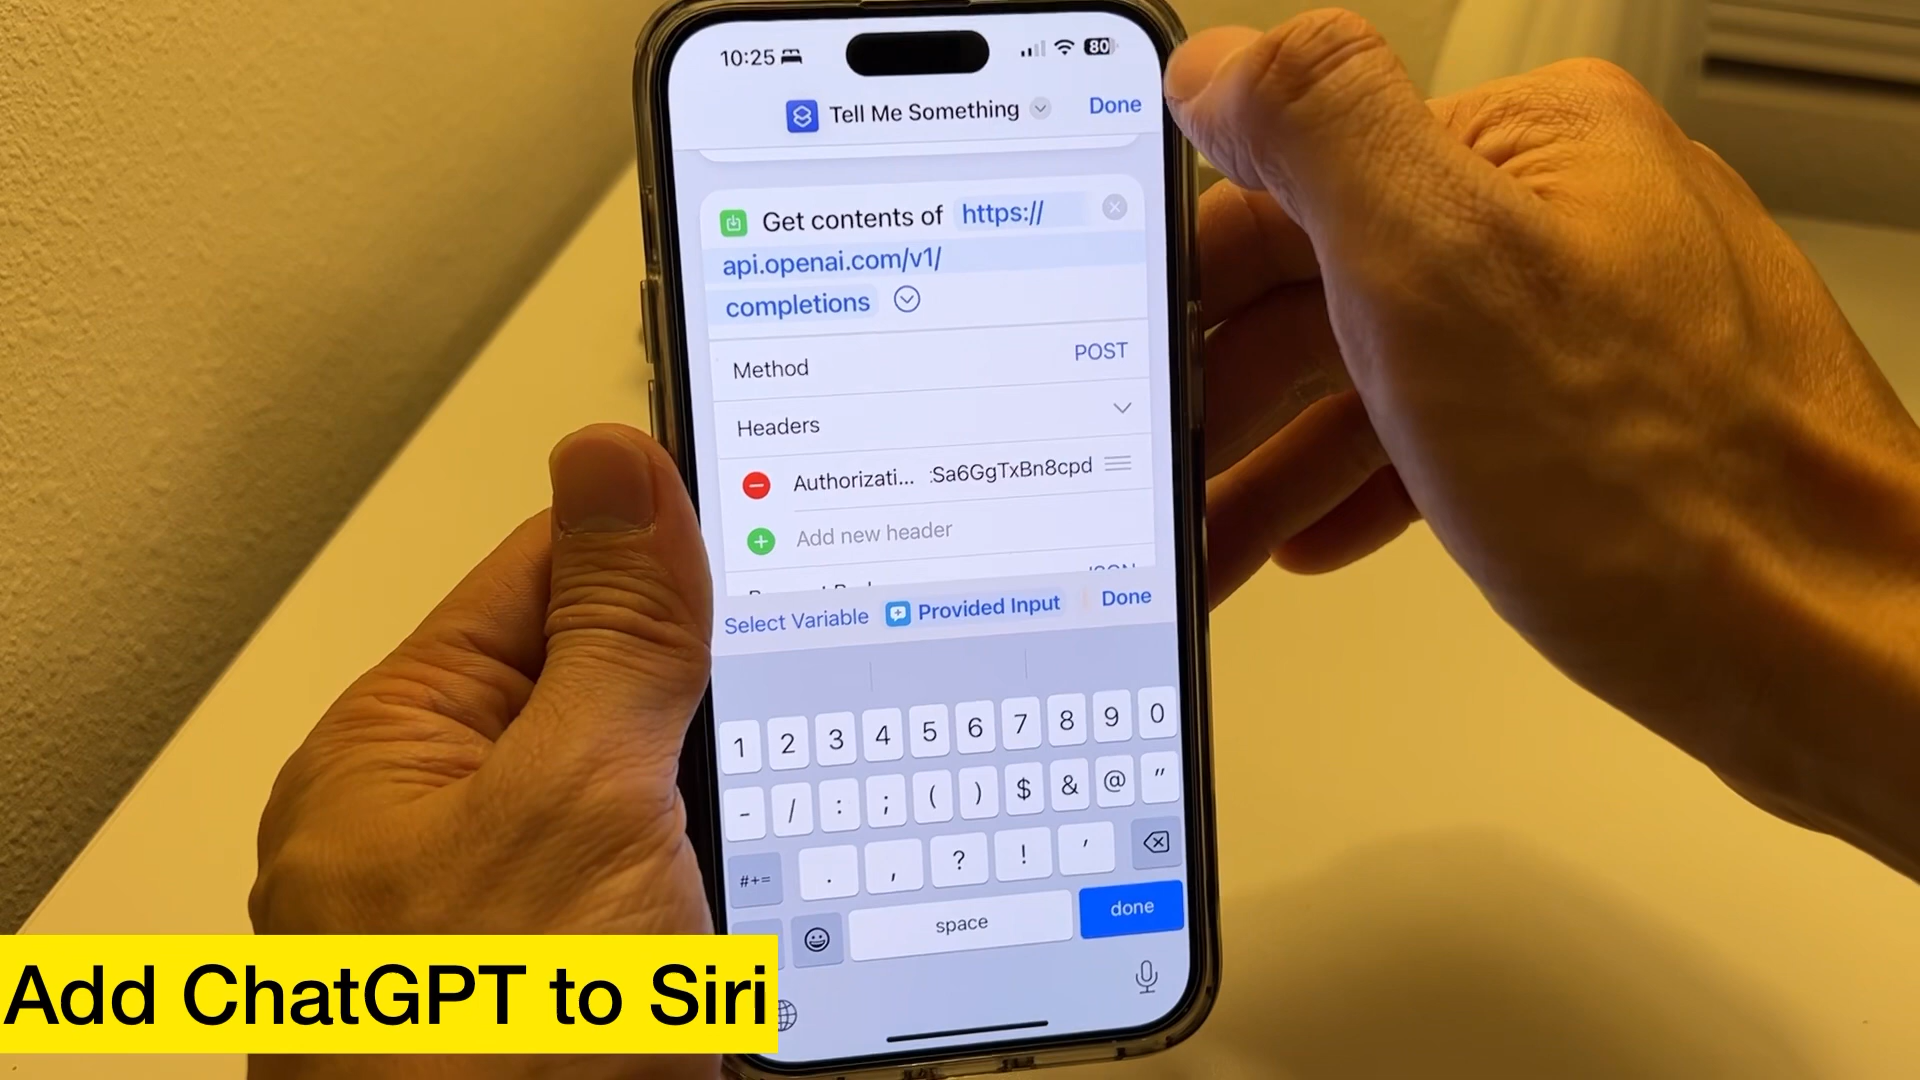 10:25
80
Tell Me Something
Done
Get contents of https://
api.openai.com/v1/
completions
Method POST
Headers
Authorizati... :Sa6GgTxBn8cpd
Add new header
JSON
Select Variable Provided Input Done
1 2 3 4 5 6 7 8 9 0
- / : ; ( ) $ & @ "
#+= . , ? ! '
space done
Add ChatGPT to Siri